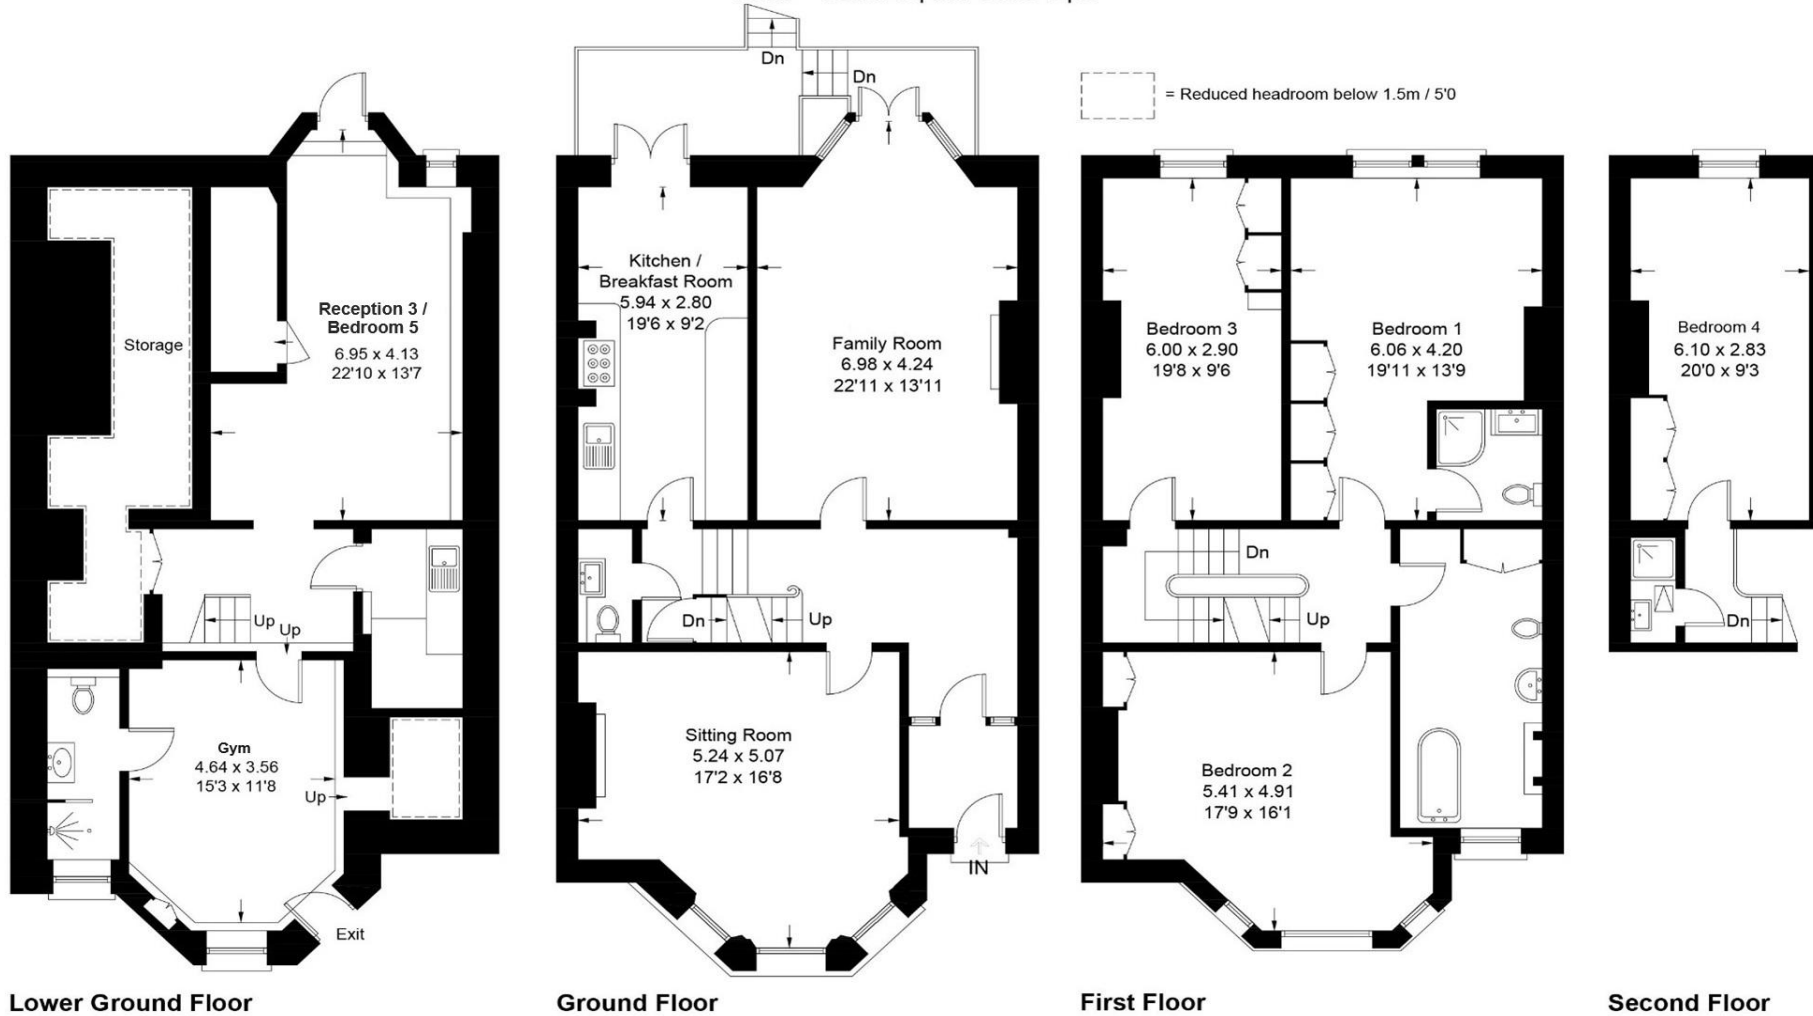 Dn
Dn
= Reduced headroom below 1.5m / 5'0
Storage
Reception 3 /
Bedroom 5
6.95 x 4.13
22'10 x 13'7
Up
Up
Gym
4.64 x 3.56
15'3 x 11'8
Up
Exit
Lower Ground Floor
Kitchen /
Breakfast Room
5.94 x 2.80
19'6 x 9'2
Family Room
6.98 x 4.24
22'11 x 13'11
Dn
Up
Sitting Room
5.24 x 5.07
17'2 x 16'8
IN
Ground Floor
Bedroom 3
6.00 x 2.90
19'8 x 9'6
Bedroom 1
6.06 x 4.20
19'11 x 13'9
Dn
Up
Bedroom 2
5.41 x 4.91
17'9 x 16'1
First Floor
Bedroom 4
6.10 x 2.83
20'0 x 9'3
Dn
Second Floor